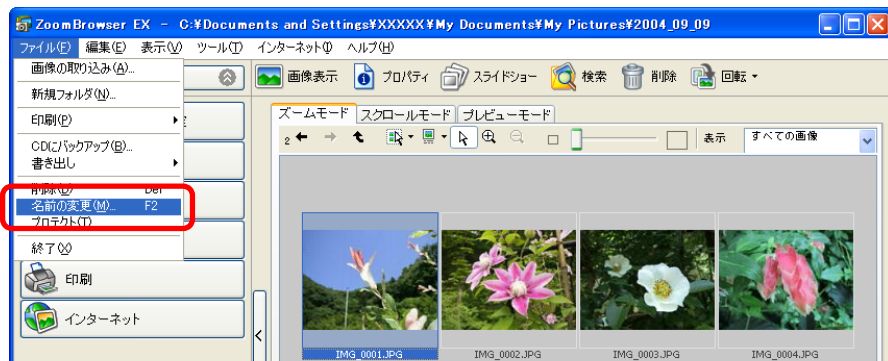 ZoomBrowser EX - C:¥Documents and Settings¥XXXXX¥My Documents¥My Pictures¥2004_09_09
ファイル(F) 編集(E) 表示(V) ツール(T) インターネット(I) ヘルプ(H)
画像の取り込み(A)...
新規フォルダ(N)...
印刷(P)
CDにバックアップ(B)...
書き出し
削除(D) Del
名前の変更(M)... F2
プロテクト(T)
終了(X)
印刷
インターネット
画像表示 プロパティ スライドショー 検索 削除 回転
ズームモード スクロールモード プレビューモード
2 表示 すべての画像
IMG_0001.JPG IMG_0002.JPG IMG_0003.JPG IMG_0004.JPG